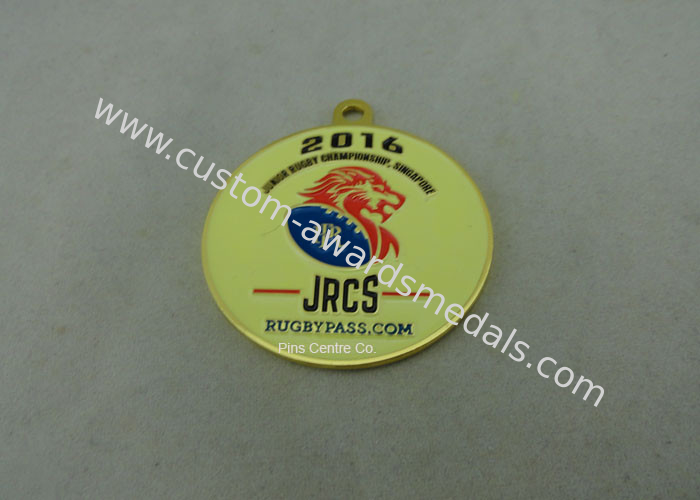 2016
JUNIOR RUGBY CHAMPIONSHIP, SINGAPORE
JRCS
RUGBYPASS.COM
Pins Centre Co.
www.custom-awardsmedals.com